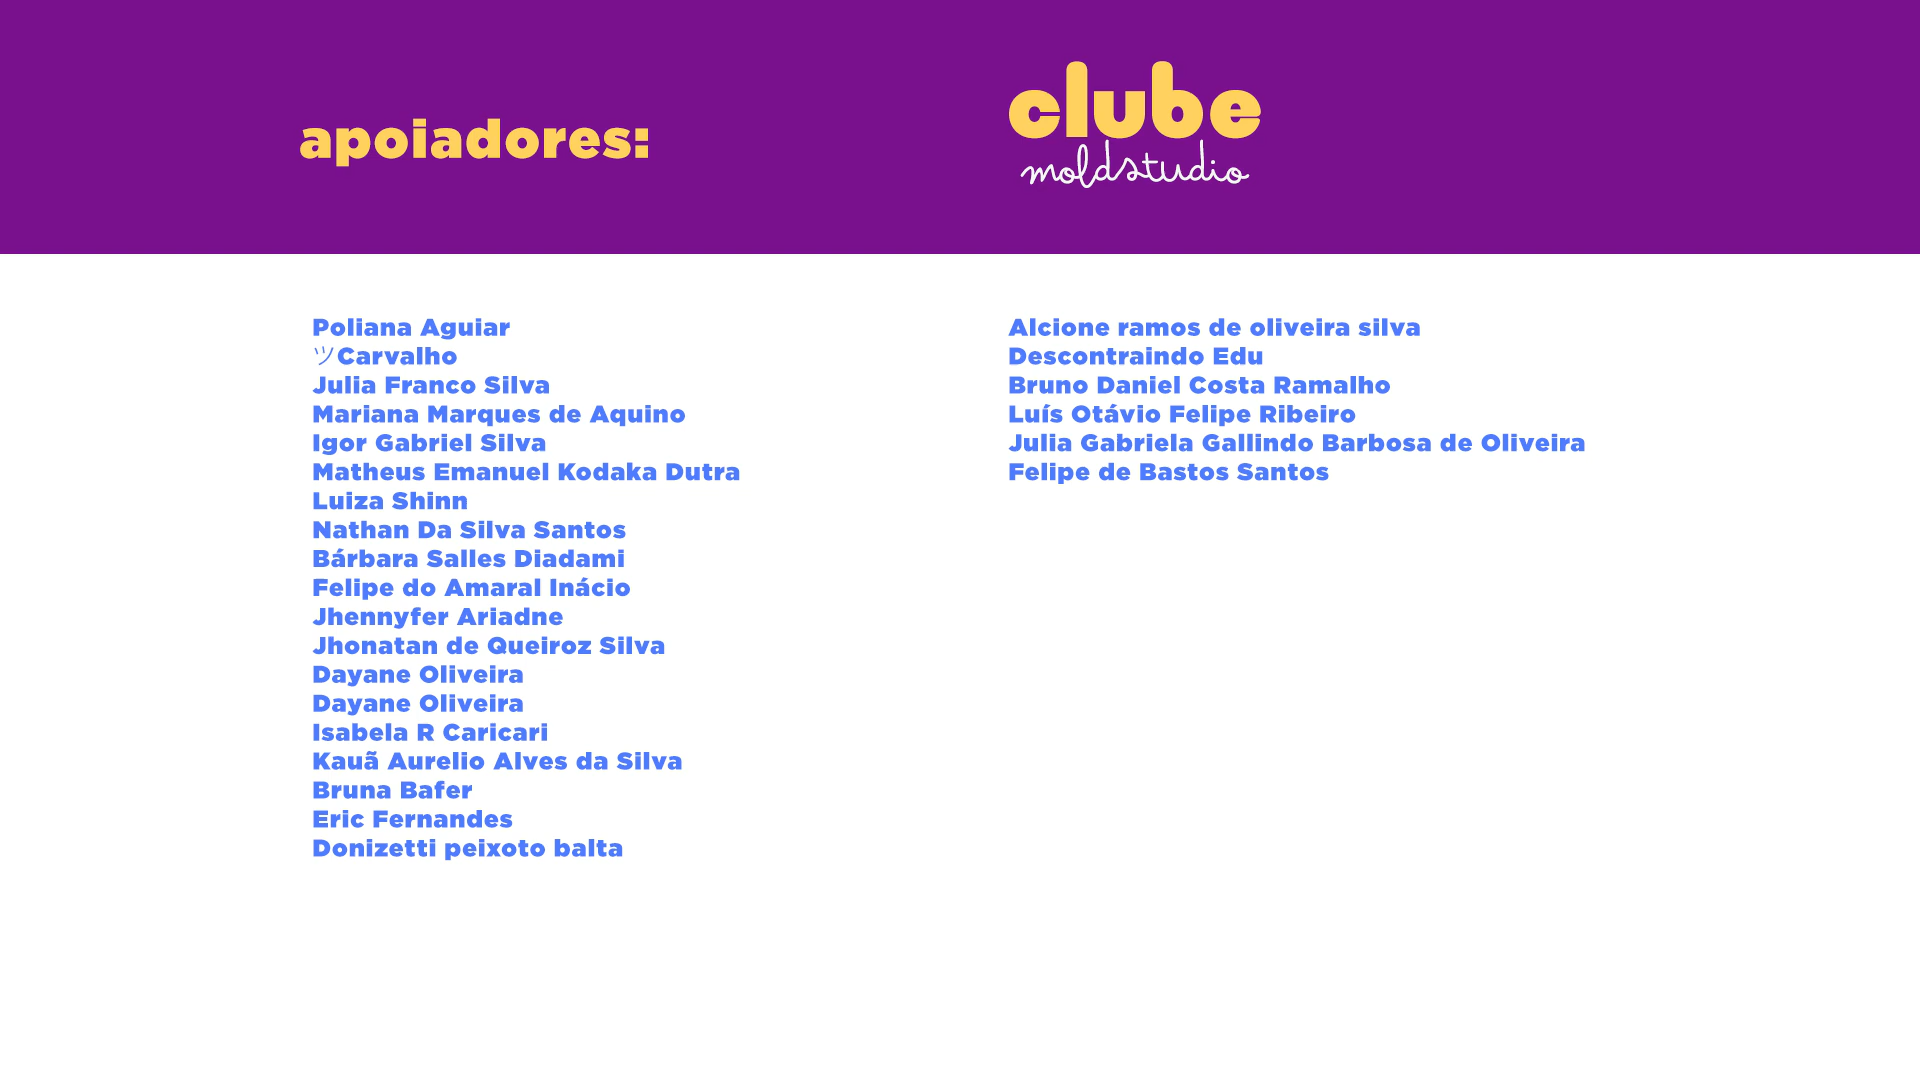 apoiadores:
clube
moldstudio
Poliana Aguiar
ツCarvalho
Julia Franco Silva
Mariana Marques de Aquino
Igor Gabriel Silva
Matheus Emanuel Kodaka Dutra
Luiza Shinn
Nathan Da Silva Santos
Bárbara Salles Diadami
Felipe do Amaral Inácio
Jhennyfer Ariadne
Jhonatan de Queiroz Silva
Dayane Oliveira
Dayane Oliveira
Isabela R Caricari
Kauã Aurelio Alves da Silva
Bruna Bafer
Eric Fernandes
Donizetti peixoto balta
Alcione ramos de oliveira silva
Descontraindo Edu
Bruno Daniel Costa Ramalho
Luís Otávio Felipe Ribeiro
Julia Gabriela Gallindo Barbosa de Oliveira
Felipe de Bastos Santos